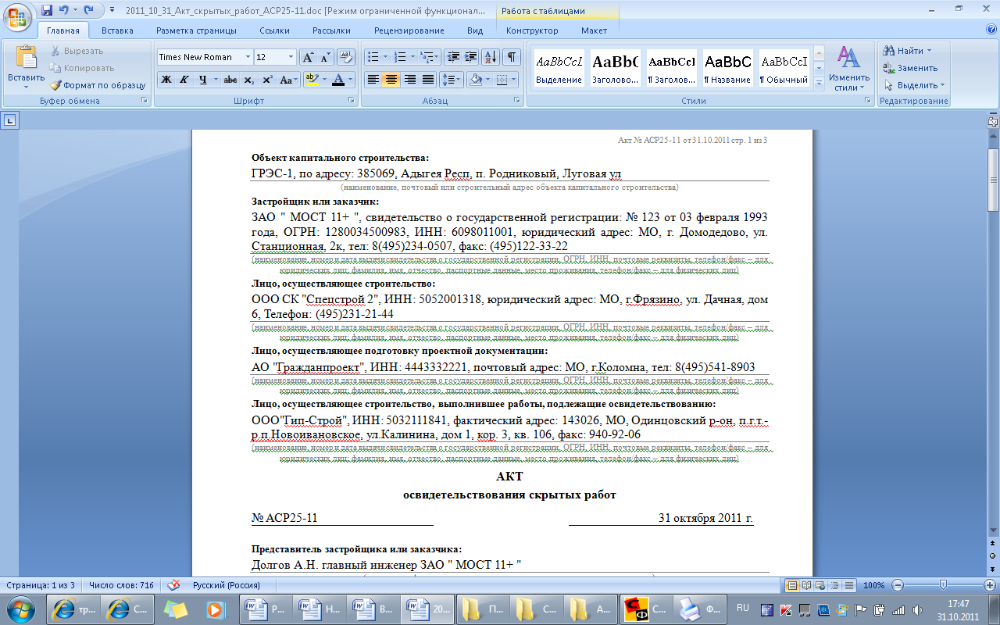 2011_10_31_Акт_скрытых_работ_АСР25-11.doc [Режим ограниченной функционал...
Работа с таблицами
Главная
Вставка
Разметка страницы
Ссылки
Рассылки
Рецензирование
Вид
Конструктор
Макет
Вставить
Вырезать
Копировать
Формат по образцу
Буфер обмена
Times New Roman
12
Ж К Ч abc x₂ x² Aa
Шрифт
Абзац
AaBbCcI
Выделение
AaBbC
Заголово...
AaBbCcI
¶ Заголов...
AaBbC
¶ Название
AaBbCcI
¶ Обычный
Изменить
стили
Стили
Найти
Заменить
Выделить
Редактирование
Акт № АСР25-11 от 31.10.2011 стр. 1 из 3
Объект капитального строительства:
ГРЭС-1, по адресу: 385069, Адыгея Респ, п. Родниковый, Луговая ул
(наименование, почтовый или строительный адрес объекта капитального строительства)
Застройщик или заказчик:
ЗАО " МОСТ 11+ ", свидетельство о государственной регистрации: № 123 от 03 февраля 1993
года, ОГРН: 1280034500983, ИНН: 6098011001, юридический адрес: МО, г. Домодедово, ул.
Станционная, 2к, тел: 8(495)234-0507, факс: (495)122-33-22
(наименование, номер и дата выдачи свидетельства о государственной регистрации, ОГРН, ИНН, почтовые реквизиты, телефон/факс – для
юридических лиц; фамилия, имя, отчество, паспортные данные, место проживания, телефон/факс – для физических лиц)
Лицо, осуществляющее строительство:
ООО СК "Спецстрой 2", ИНН: 5052001318, юридический адрес: МО, г.Фрязино, ул. Дачная, дом
6, Телефон: (495)231-21-44
(наименование, номер и дата выдачи свидетельства о государственной регистрации, ОГРН, ИНН, почтовые реквизиты, телефон/факс – для
юридических лиц; фамилия, имя, отчество, паспортные данные, место проживания, телефон/факс – для физических лиц)
Лицо, осуществляющее подготовку проектной документации:
АО "Гражданпроект", ИНН: 4443332221, почтовый адрес: МО, г.Коломна, тел: 8(495)541-8903
(наименование, номер и дата выдачи свидетельства о государственной регистрации, ОГРН, ИНН, почтовые реквизиты, телефон/факс – для
юридических лиц; фамилия, имя, отчество, паспортные данные, место проживания, телефон/факс – для физических лиц)
Лицо, осуществляющее строительство, выполнившее работы, подлежащие освидетельствованию:
ООО"Гип-Строй". ИНН: 5032111841, фактический адрес: 143026, МО, Одинцовский р-он, п.г.т.-
р.п.Новоивановское, ул.Калинина, дом 1, кор. 3, кв. 106, факс: 940-92-06
(наименование, номер и дата выдачи свидетельства о государственной регистрации, ОГРН, ИНН, почтовые реквизиты, телефон/факс – для
юридических лиц; фамилия, имя, отчество, паспортные данные, место проживания, телефон/факс – для физических лиц)
АКТ
освидетельствования скрытых работ
№ АСР25-11
31 октября 2011 г.
Представитель застройщика или заказчика:
Долгов А.Н. главный инженер ЗАО " МОСТ 11+ "
Страница: 1 из 3
Число слов: 716
Русский (Россия)
100%
тр...
С...
Р...
Н...
В...
20...
П...
С...
А...
С...
Ф...
RU
17:47
31.10.2011